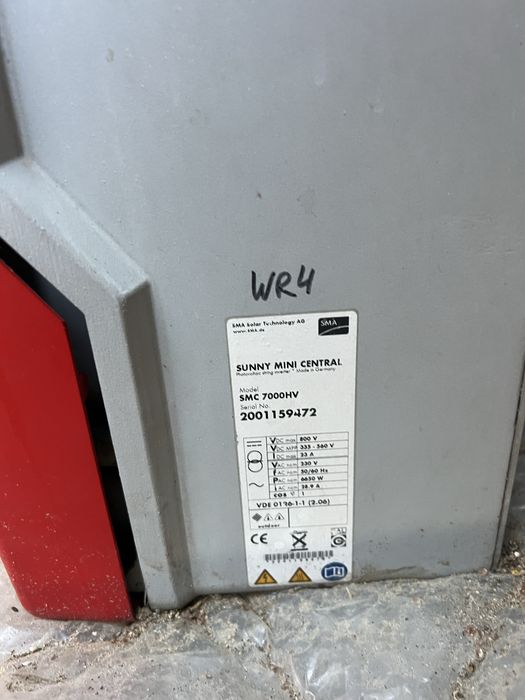 WR4
SMA Solar Technology AG
www.SMA.de
SMA
SUNNY MINI CENTRAL
Photovoltaic string inverter * Made in Germany
Model
SMC 7000HV
Serial No.
2001159472
VDC max 800 V
VDC MPP 335 - 560 V
IDC max 23 A
VAC nom 230 V
fAC nom 50/60 Hz
PAC nom 6650 W
IAC nom 28.9 A
cos φ 1
VDE 0126-1-1 (2.06)
outdoor
CE